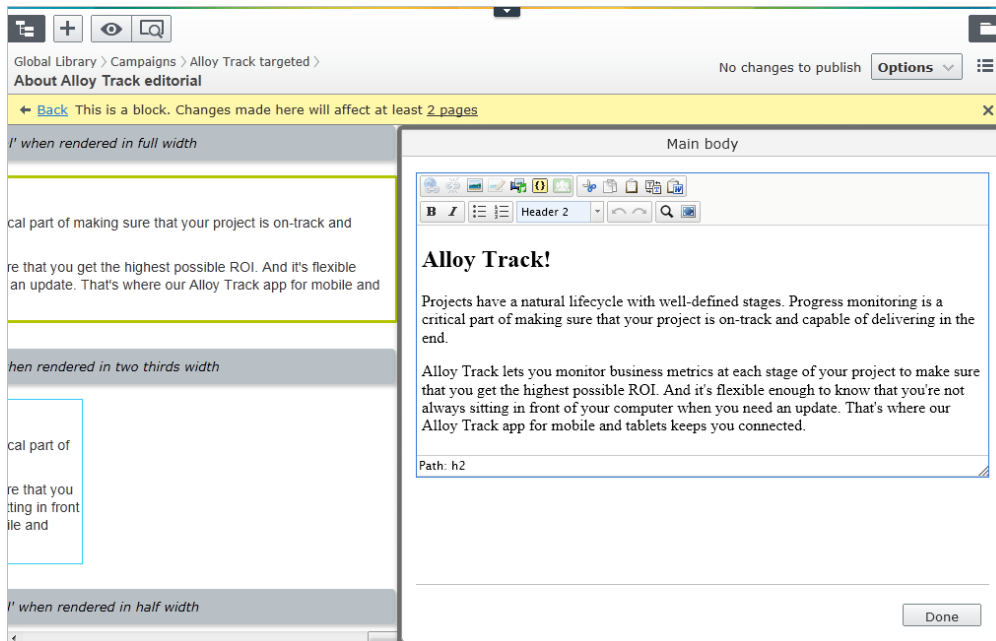 Global Library > Campaigns > Alloy Track targeted >
About Alloy Track editorial
No changes to publish
Options
← Back This is a block. Changes made here will affect at least 2 pages
l' when rendered in full width
cal part of making sure that your project is on-track and
re that you get the highest possible ROI. And it's flexible
an update. That's where our Alloy Track app for mobile and
hen rendered in two thirds width
cal part of
re that you
tting in front
ile and
l' when rendered in half width
Main body
B I Header 2
Alloy Track!
Projects have a natural lifecycle with well-defined stages. Progress monitoring is a
critical part of making sure that your project is on-track and capable of delivering in the
end.
Alloy Track lets you monitor business metrics at each stage of your project to make sure
that you get the highest possible ROI. And it's flexible enough to know that you're not
always sitting in front of your computer when you need an update. That's where our
Alloy Track app for mobile and tablets keeps you connected.
Path: h2
Done